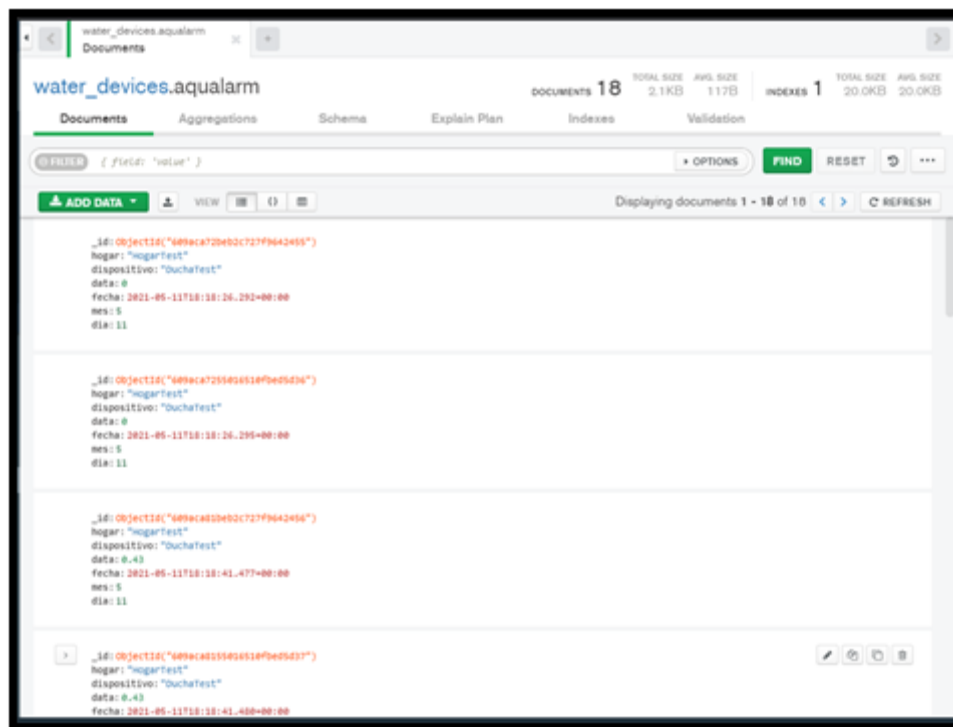 water_devices.aqualarm
Documents
water_devices.aqualarm
DOCUMENTS 18 TOTAL SIZE 2.1KB AVG. SIZE 117B INDEXES 1 TOTAL SIZE 20.0KB AVG. SIZE 20.0KB
Documents Aggregations Schema Explain Plan Indexes Validation
FILTER { field: 'value' } OPTIONS FIND RESET ...
ADD DATA VIEW {} Displaying documents 1 - 18 of 18 < > REFRESH
_id: ObjectId("609aca72beb2c727f9642455")
hogar: "HogarTest"
dispositivo: "DuchaTest"
data: 0
fecha: 2021-05-11T18:18:26.292+00:00
mes: 5
dia: 11
_id: ObjectId("609aca7255016510fbed5d36")
hogar: "HogarTest"
dispositivo: "DuchaTest"
data: 0
fecha: 2021-05-11T18:18:26.295+00:00
mes: 5
dia: 11
_id: ObjectId("609aca81beb2c727f9642456")
hogar: "HogarTest"
dispositivo: "DuchaTest"
data: 0.43
fecha: 2021-05-11T18:18:41.477+00:00
mes: 5
dia: 11
_id: ObjectId("609aca8155016510fbed5d37")
hogar: "HogarTest"
dispositivo: "DuchaTest"
data: 0.43
fecha: 2021-05-11T18:18:41.480+00:00